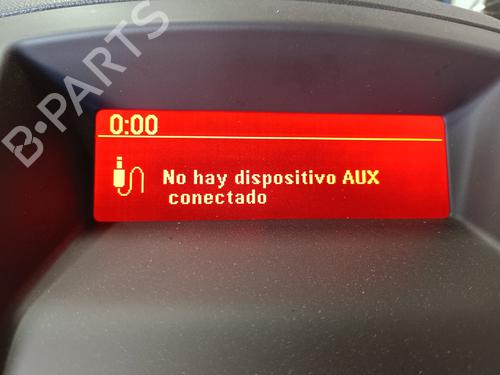 B-PARTS
0:00
No hay dispositivo AUX
conectado